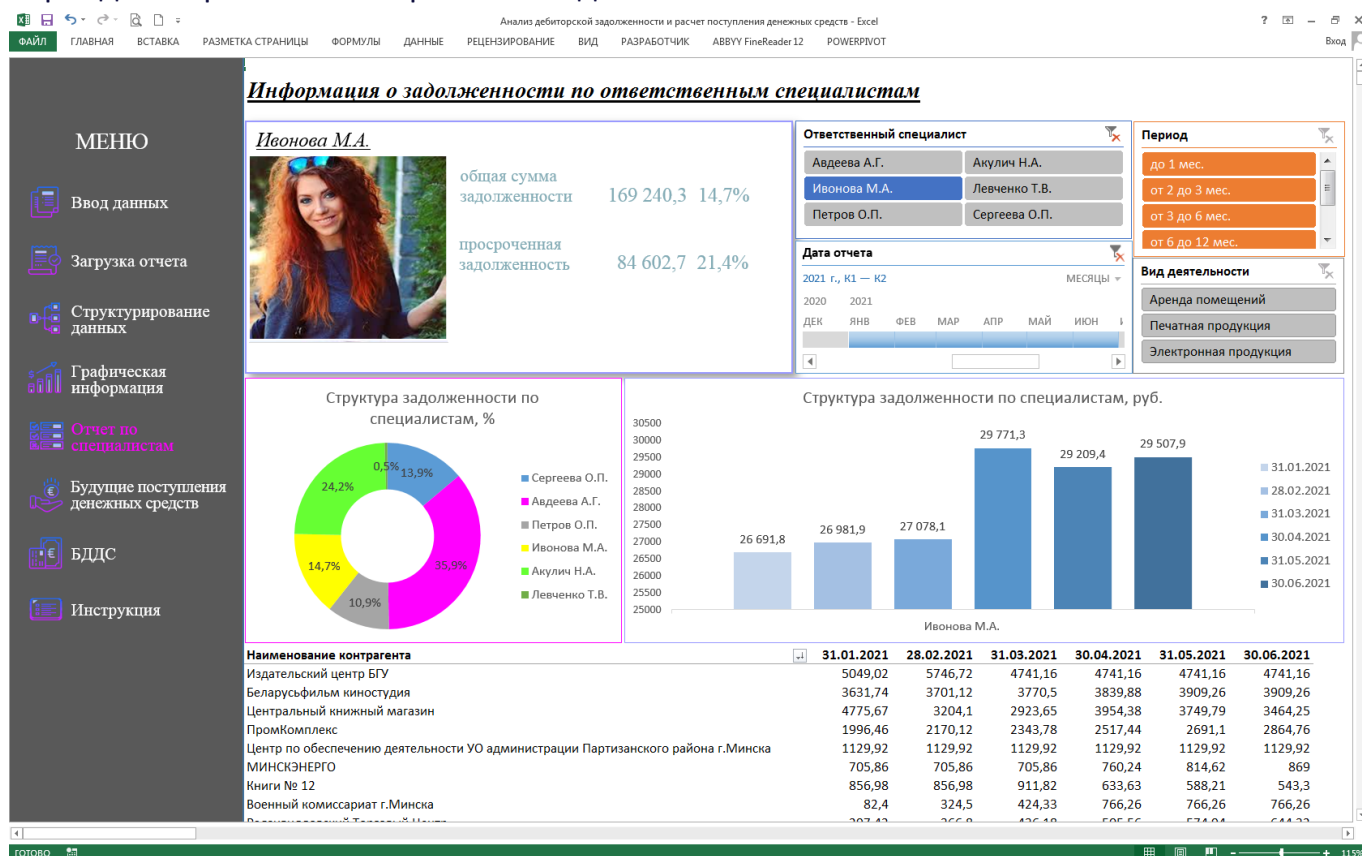 Анализ дебиторской задолженности и расчет поступления денежных средств - Excel
ФАЙЛ ГЛАВНАЯ ВСТАВКА РАЗМЕТКА СТРАНИЦЫ ФОРМУЛЫ ДАННЫЕ РЕЦЕНЗИРОВАНИЕ ВИД РАЗРАБОТЧИК ABBYY FineReader 12 POWERPIVOT Вход
Информация о задолженности по ответственным специалистам
МЕНЮ
Ввод данных
Загрузка отчета
Структурирование
данных
Графическая
информация
Отчет по
специалистам
Будущие поступления
денежных средств
БДДС
Инструкция
Ивонова М.А.
общая сумма
задолженности 169 240,3 14,7%
просроченная
задолженность 84 602,7 21,4%
Ответственный специалист
Авдеева А.Г. Акулич Н.А.
Ивонова М.А. Левченко Т.В.
Петров О.П. Сергеева О.П.
Период
до 1 мес.
от 2 до 3 мес.
от 3 до 6 мес.
от 6 до 12 мес.
Дата отчета
2021 г., К1 — К2 МЕСЯЦЫ
2020 2021
ДЕК ЯНВ ФЕВ МАР АПР МАЙ ИЮН
Вид деятельности
Аренда помещений
Печатная продукция
Электронная продукция
Структура задолженности по
специалистам, %
0,5%
13,9%
24,2%
14,7%
35,9%
10,9%
Сергеева О.П.
Авдеева А.Г.
Петров О.П.
Ивонова М.А.
Акулич Н.А.
Левченко Т.В.
Структура задолженности по специалистам, руб.
30500
30000
29500
29000
28500
28000
27500
27000
26500
26000
25500
25000
26 691,8
26 981,9
27 078,1
29 771,3
29 209,4
29 507,9
Ивонова М.А.
31.01.2021
28.02.2021
31.03.2021
30.04.2021
31.05.2021
30.06.2021
Наименование контрагента 31.01.2021 28.02.2021 31.03.2021 30.04.2021 31.05.2021 30.06.2021
Издательский центр БГУ 5049,02 5746,72 4741,16 4741,16 4741,16 4741,16
Беларусьфильм киностудия 3631,74 3701,12 3770,5 3839,88 3909,26 3909,26
Центральный книжный магазин 4775,67 3204,1 2923,65 3954,38 3749,79 3464,25
ПромКомплекс 1996,46 2170,12 2343,78 2517,44 2691,1 2864,76
Центр по обеспечению деятельности УО администрации Партизанского района г.Минска 1129,92 1129,92 1129,92 1129,92 1129,92 1129,92
МИНСКЭНЕРГО 705,86 705,86 705,86 760,24 814,62 869
Книги № 12 856,98 856,98 911,82 633,63 588,21 543,3
Военный комиссариат г.Минска 82,4 324,5 424,33 766,26 766,26 766,26
ГОТОВО 115%